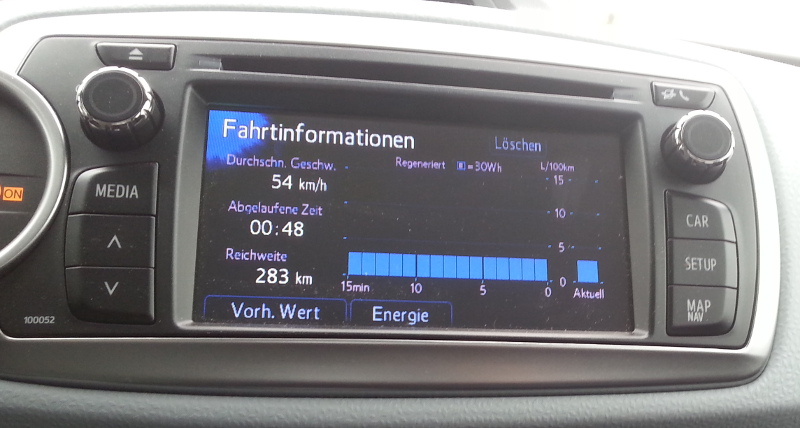 ON
MEDIA
100052
Fahrtinformationen
Löschen
Durchschn. Geschw.
54 km/h
Abgelaufene Zeit
00:48
Reichweite
283 km
Regeneriert = 30Wh
L/100km
15
10
5
0
15min 10 5 0
Aktuell
Vorh. Wert
Energie
CAR
SETUP
MAP
NAV